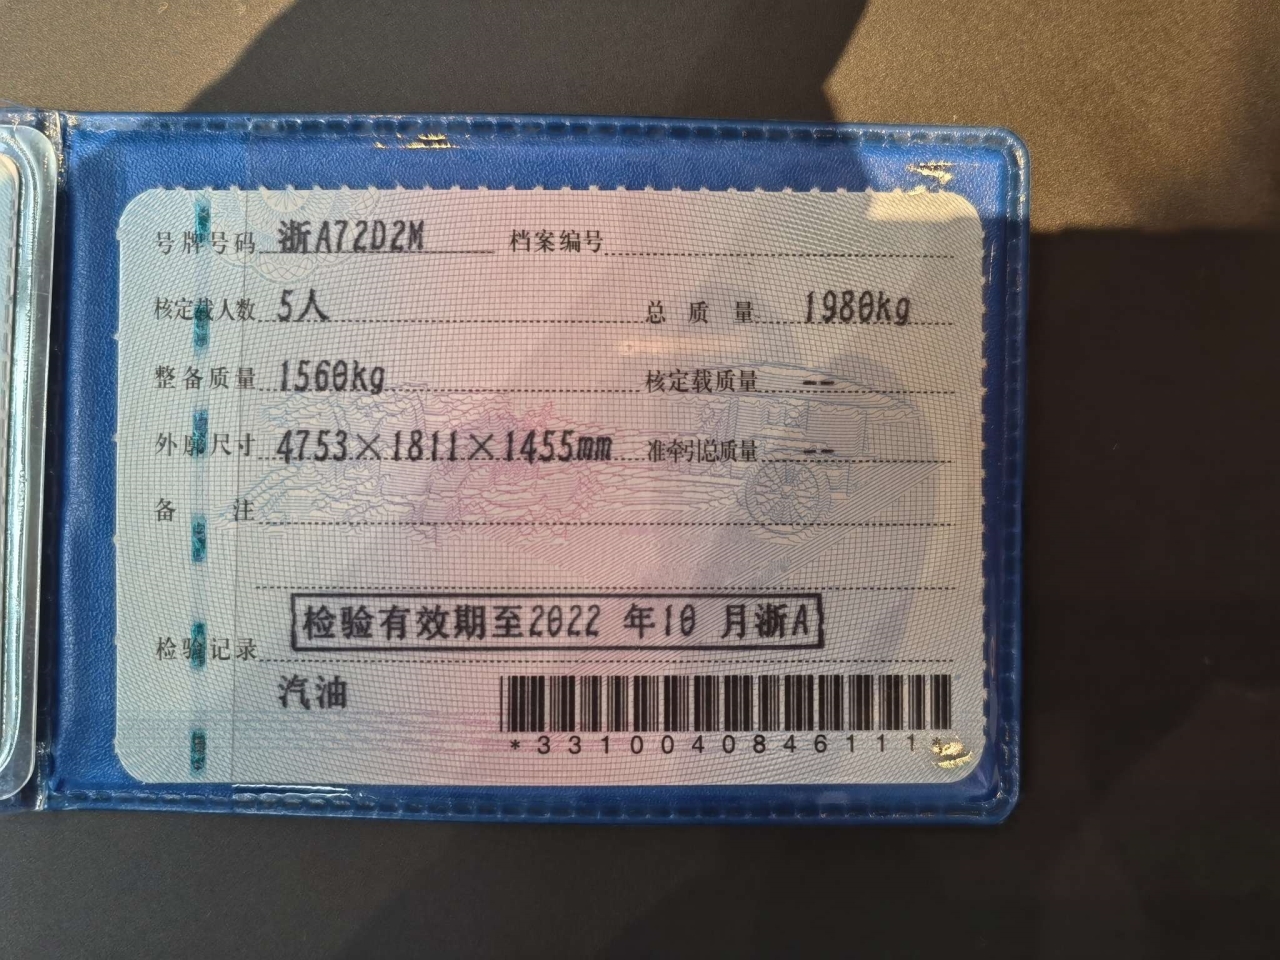 号牌号码 浙A72D2M 档案编号
核定载人数 5人 总质量 1980kg
整备质量 1560kg 核定载质量 --
外廓尺寸 4753×1811×1455mm 准牵引总质量 --
备注
检验记录 检验有效期至2022 年10 月浙A
汽油
*3310040846111*